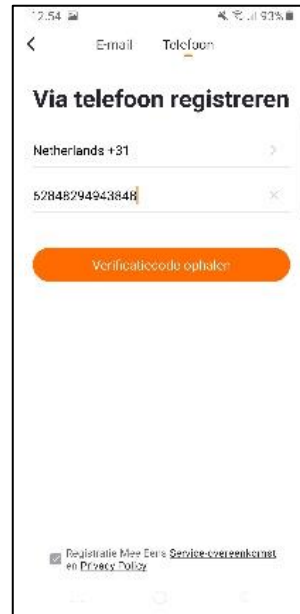 12.54 93%
E-mail Telefoon
Via telefoon registreren
Netherlands +31
62848294943848
Verificatiecode ophalen
Registratie Mee Eens Service-overeenkomst
en Privacy Policy